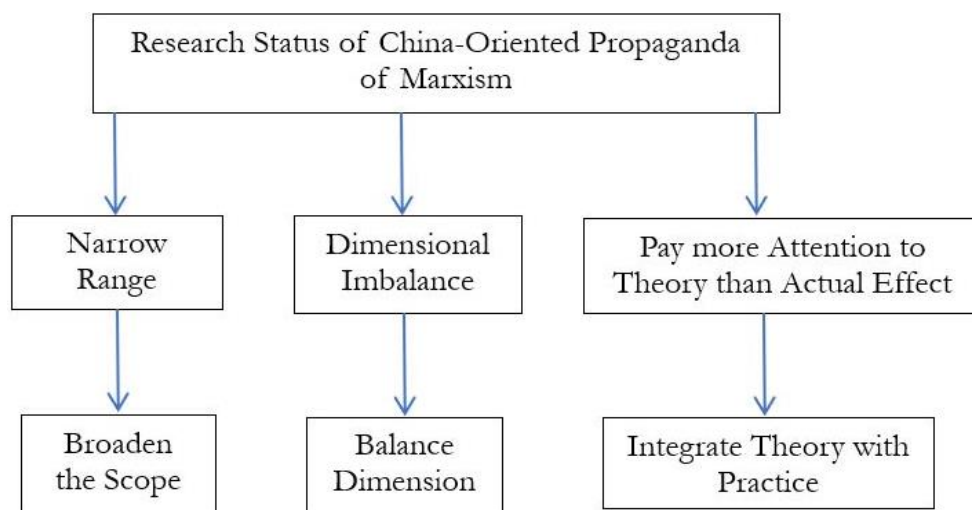 Research Status of China-Oriented Propaganda
of Marxism
Narrow
Range
Dimensional
Imbalance
Pay more Attention to
Theory than Actual Effect
Broaden
the Scope
Balance
Dimension
Integrate Theory with
Practice